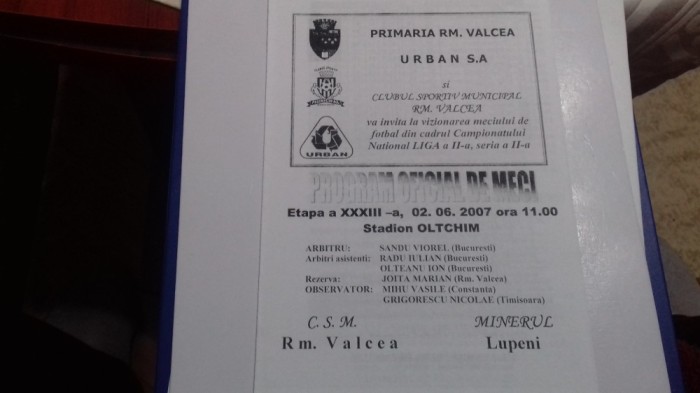 PRIMARIA RM. VALCEA
U R B A N S.A
si
CLUBUL SPORTIV MUNICIPAL
RM. VALCEA
va invita la vizionarea meciului de
fotbal din cadrul Campionatului
National LIGA a II-a, seria a II-a
URBAN
PROGRAM OFICIAL DE MECI
Etapa a XXXIII –a, 02. 06. 2007 ora 11.00
Stadion OLTCHIM
ARBITRU: SANDU VIOREL (Bucuresti)
Arbitri asistenti: RADU IULIAN (Bucuresti)
OLTEANU ION (Bucuresti)
Rezerva: JOITA MARIAN (Rm. Valcea)
OBSERVATOR: MIHU VASILE (Constanta)
GRIGORESCU NICOLAE (Timisoara)
C. S. M. MINERUL
R m. V a l c e a Lupeni